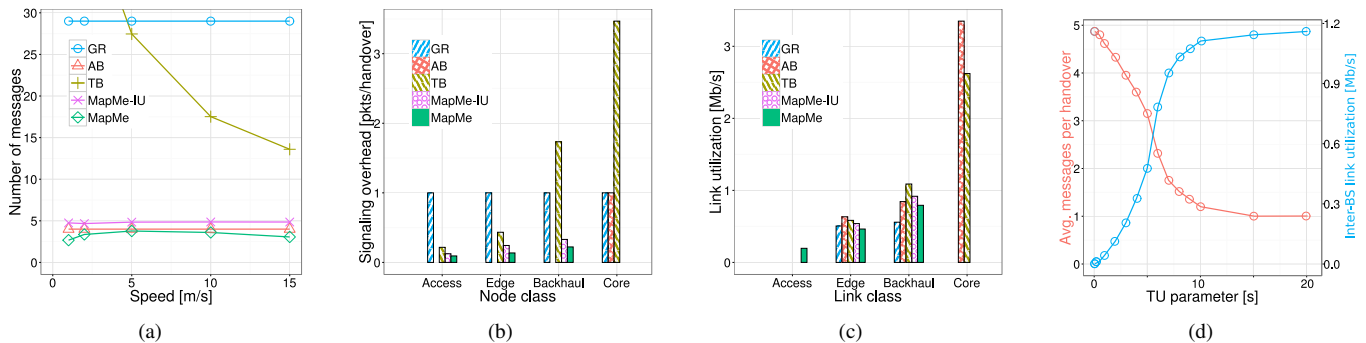 Number of messages
30
25
20
15
10
5
0
GR
AB
TB
MapMe-IU
MapMe
0
5
10
15
Speed [m/s]
(a)
Signaling overhead [pkts/handover]
3
2
1
0
GR
AB
TB
MapMe-IU
MapMe
Access Edge Backhaul Core
Node class
(b)
Link utilization [Mb/s]
3
2
1
0
GR
AB
TB
MapMe-IU
MapMe
Access Edge Backhaul Core
Link class
(c)
Avg. messages per handover
5
4
3
2
1
0
Inter-BS link utilization [Mb/s]
1.2
0.9
0.6
0.3
0.0
0 5 10 15 20
TU parameter [s]
(d)